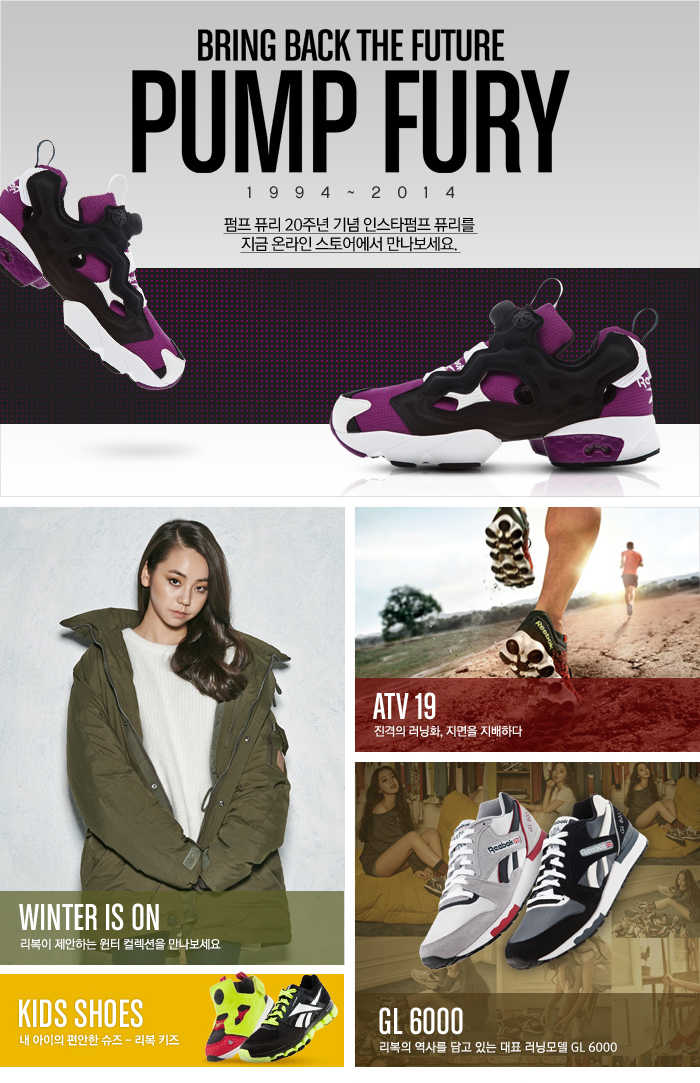 BRING BACK THE FUTURE
PUMP FURY
1994~2014
펌프 퓨리 20주년 기념 인스타펌프 퓨리를
지금 온라인 스토어에서 만나보세요.
Reebok
ATV 19
진격의 러닝화, 지면을 지배하다
WINTER IS ON
리복이 제안하는 윈터 컬렉션을 만나보세요
KIDS SHOES
내 아이의 편안한 슈즈 – 리복 키즈
Reebok
Reebok
GL 6000
리복의 역사를 담고 있는 대표 러닝모델 GL 6000